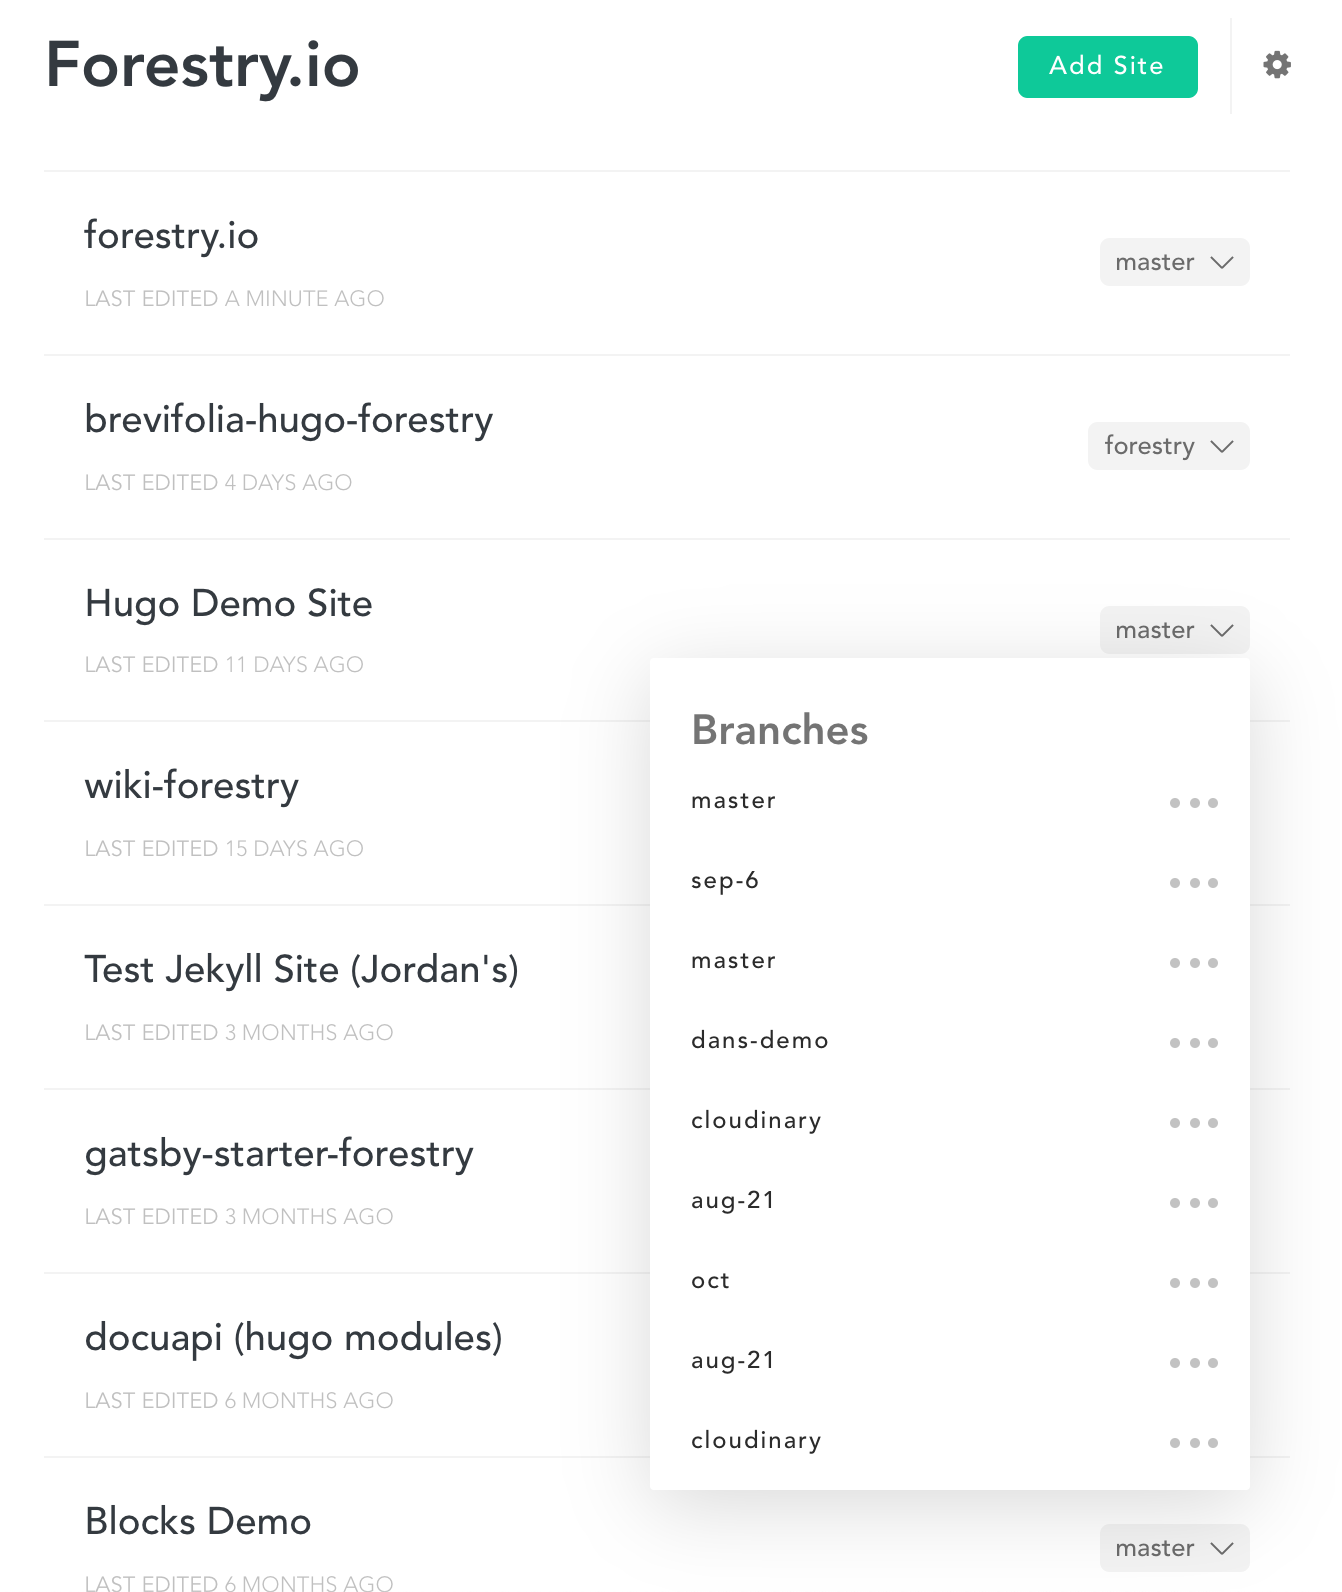 Forestry.io
Add Site
forestry.io
master
LAST EDITED A MINUTE AGO
brevifolia-hugo-forestry
forestry
LAST EDITED 4 DAYS AGO
Hugo Demo Site
master
LAST EDITED 11 DAYS AGO
wiki-forestry
LAST EDITED 15 DAYS AGO
Test Jekyll Site (Jordan's)
LAST EDITED 3 MONTHS AGO
gatsby-starter-forestry
LAST EDITED 3 MONTHS AGO
docuapi (hugo modules)
LAST EDITED 6 MONTHS AGO
Branches
master
sep-6
master
dans-demo
cloudinary
aug-21
oct
aug-21
cloudinary
Blocks Demo
master
LAST EDITED 6 MONTHS AGO